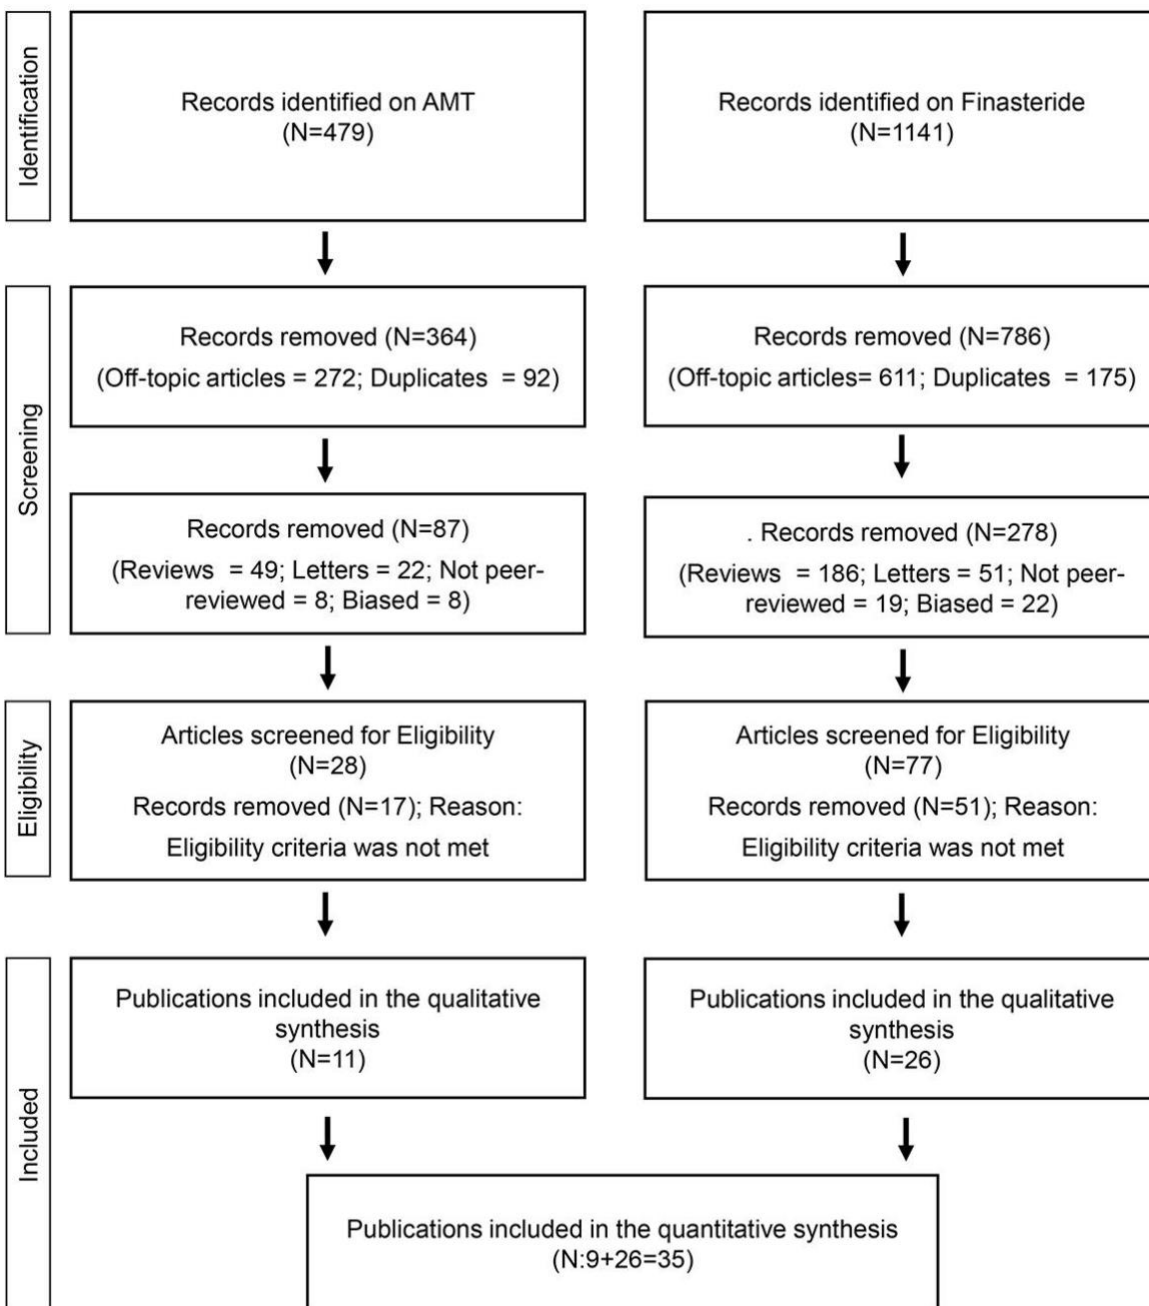 Identification
Records identified on AMT
(N=479)
Records identified on Finasteride
(N=1141)
Screening
Records removed (N=364)
(Off-topic articles = 272; Duplicates = 92)
Records removed (N=786)
(Off-topic articles= 611; Duplicates = 175)
Records removed (N=87)
(Reviews = 49; Letters = 22; Not peer-
reviewed = 8; Biased = 8)
. Records removed (N=278)
(Reviews = 186; Letters = 51; Not peer-
reviewed = 19; Biased = 22)
Eligibility
Articles screened for Eligibility
(N=28)
Records removed (N=17); Reason:
Eligibility criteria was not met
Articles screened for Eligibility
(N=77)
Records removed (N=51); Reason:
Eligibility criteria was not met
Included
Publications included in the qualitative
synthesis
(N=11)
Publications included in the qualitative
synthesis
(N=26)
Publications included in the quantitative synthesis
(N:9+26=35)